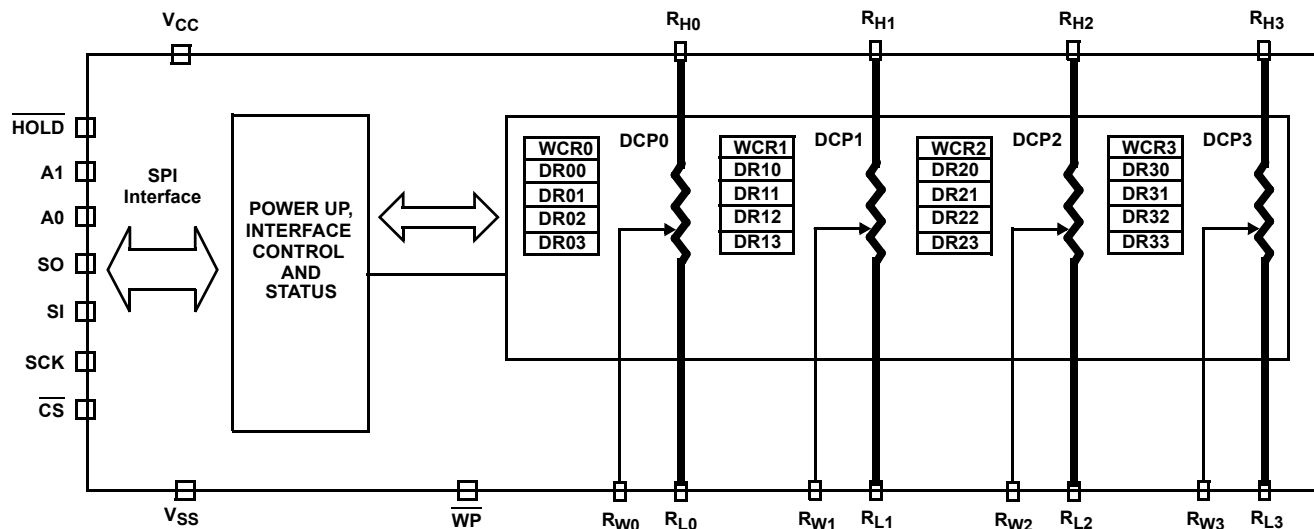 VCC
RH0
RH1
RH2
RH3
HOLD
A1
A0
SO
SI
SCK
CS
SPI
Interface
POWER UP,
INTERFACE
CONTROL
AND
STATUS
WCR0
DR00
DR01
DR02
DR03
DCP0
WCR1
DR10
DR11
DR12
DR13
DCP1
WCR2
DR20
DR21
DR22
DR23
DCP2
WCR3
DR30
DR31
DR32
DR33
DCP3
VSS
WP
RW0
RL0
RW1
RL1
RW2
RL2
RW3
RL3